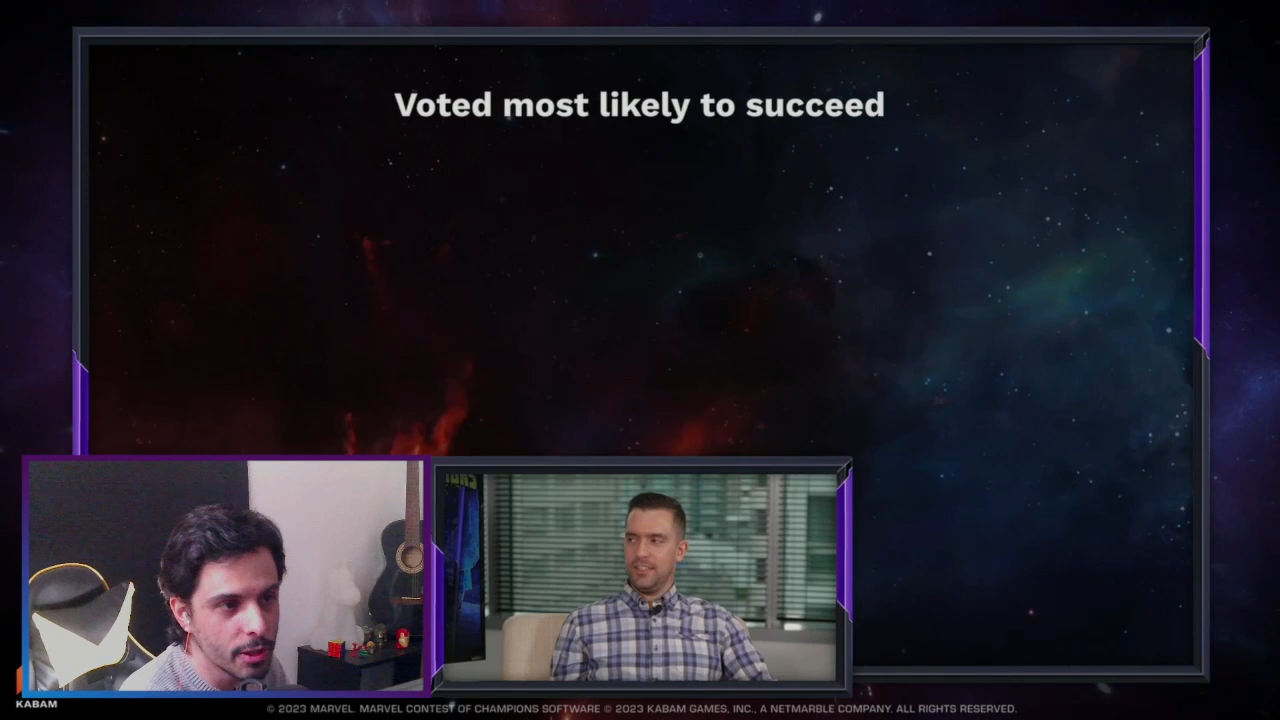 Voted most likely to succeed
KABAM
© 2023 MARVEL. MARVEL CONTEST OF CHAMPIONS SOFTWARE © 2023 KABAM GAMES, INC., A NETMARBLE COMPANY. ALL RIGHTS RESERVED.